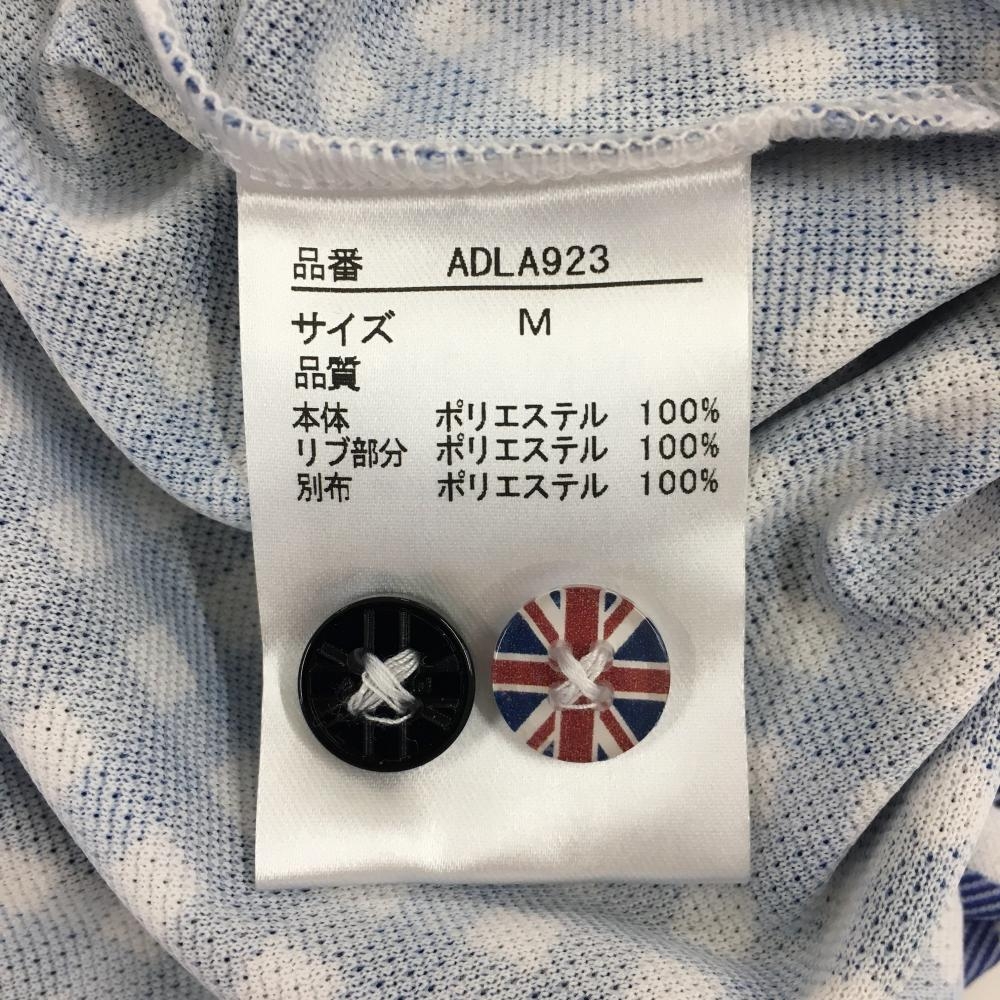 品番 ADLA923
サイズ M
品質
本体 ポリエステル 100%
リブ部分 ポリエステル 100%
別布 ポリエステル 100%